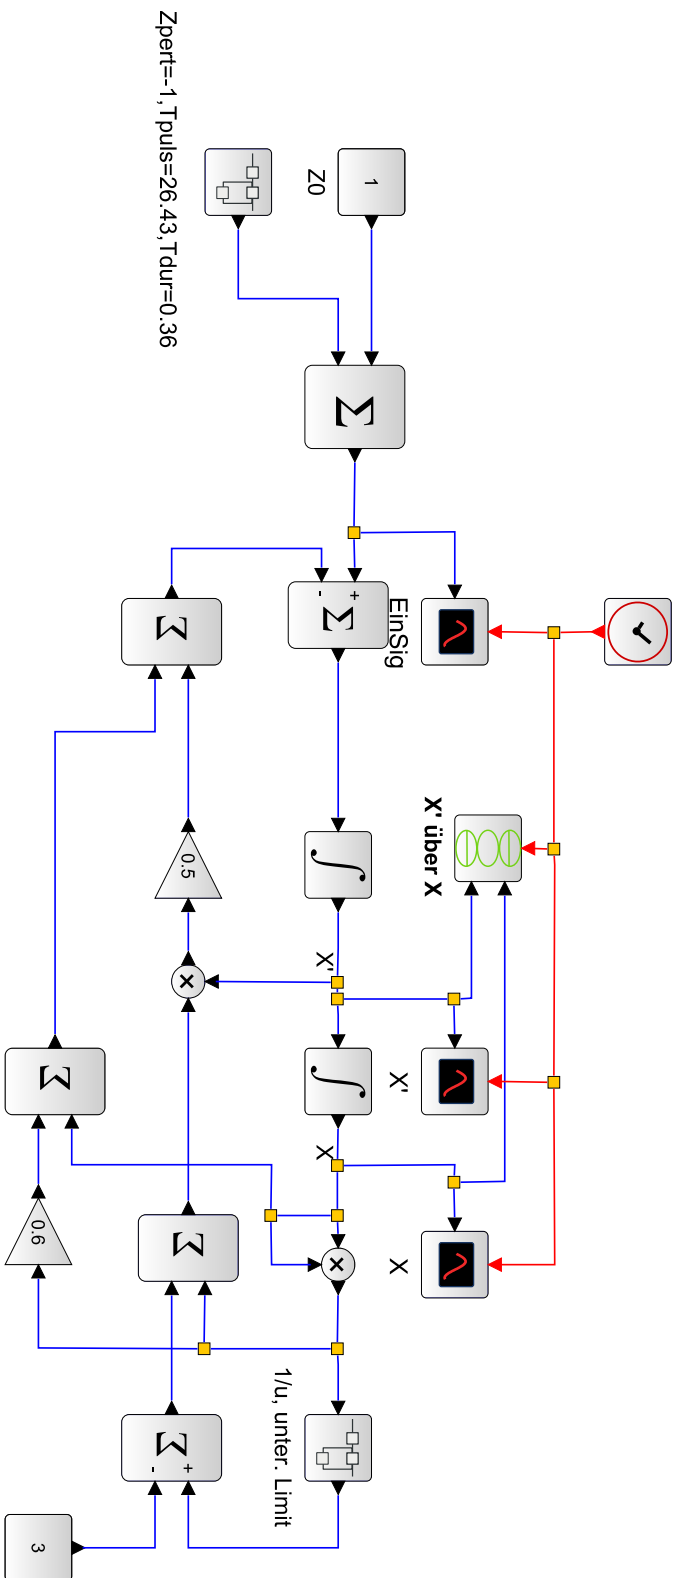 X' über X
EinSig
X'
X
1
Z0
Σ
+
Σ
-
∫
X'
∫
X
×
1/u, unter. Limit
Zpert=-1,Tpuls=26.43,Tdur=0.36
Σ
0.5
×
Σ
+
Σ
-
Σ
0.6
3